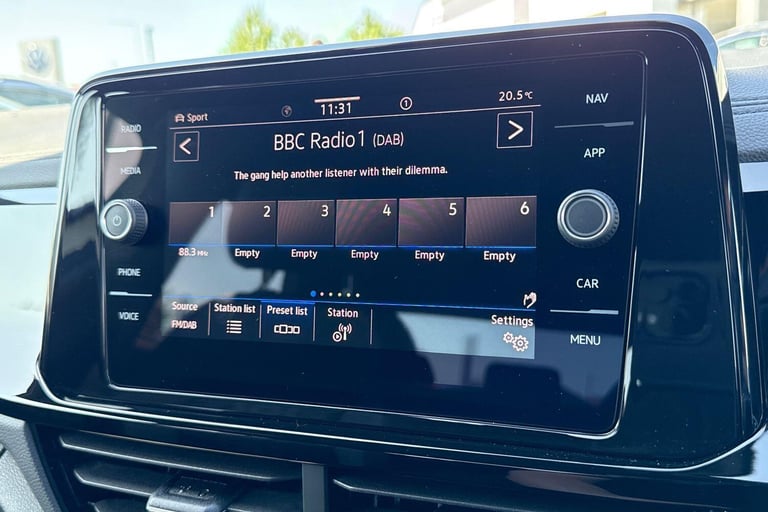 Sport
11:31
1
20.5°C
BBC Radio1 (DAB)
The gang help another listener with their dilemma.
1 2 3 4 5 6
88.3 MHz Empty Empty Empty Empty Empty
Source
FM/DAB
Station list
Preset list
Station
Settings
RADIO
MEDIA
PHONE
VOICE
NAV
APP
CAR
MENU